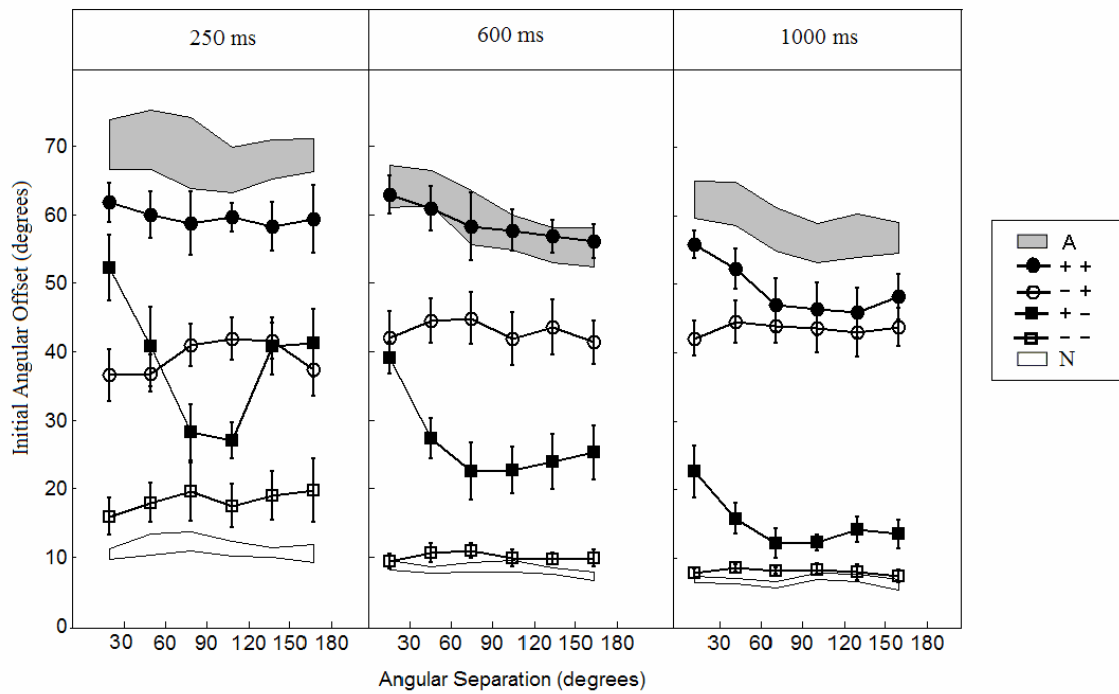 250 ms
600 ms
1000 ms
Initial Angular Offset (degrees)
70
60
50
40
30
20
10
0
A
+ +
- +
+ -
- -
N
30 60 90 120 150 180
30 60 90 120 150 180
30 60 90 120 150 180
Angular Separation (degrees)